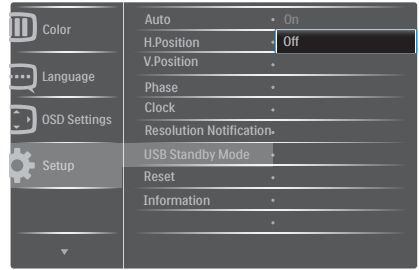 Color
Language
OSD Settings
Setup
Auto
H.Position
V.Position
Phase
Clock
Resolution Notification
USB Standby Mode
Reset
Information
On
Off